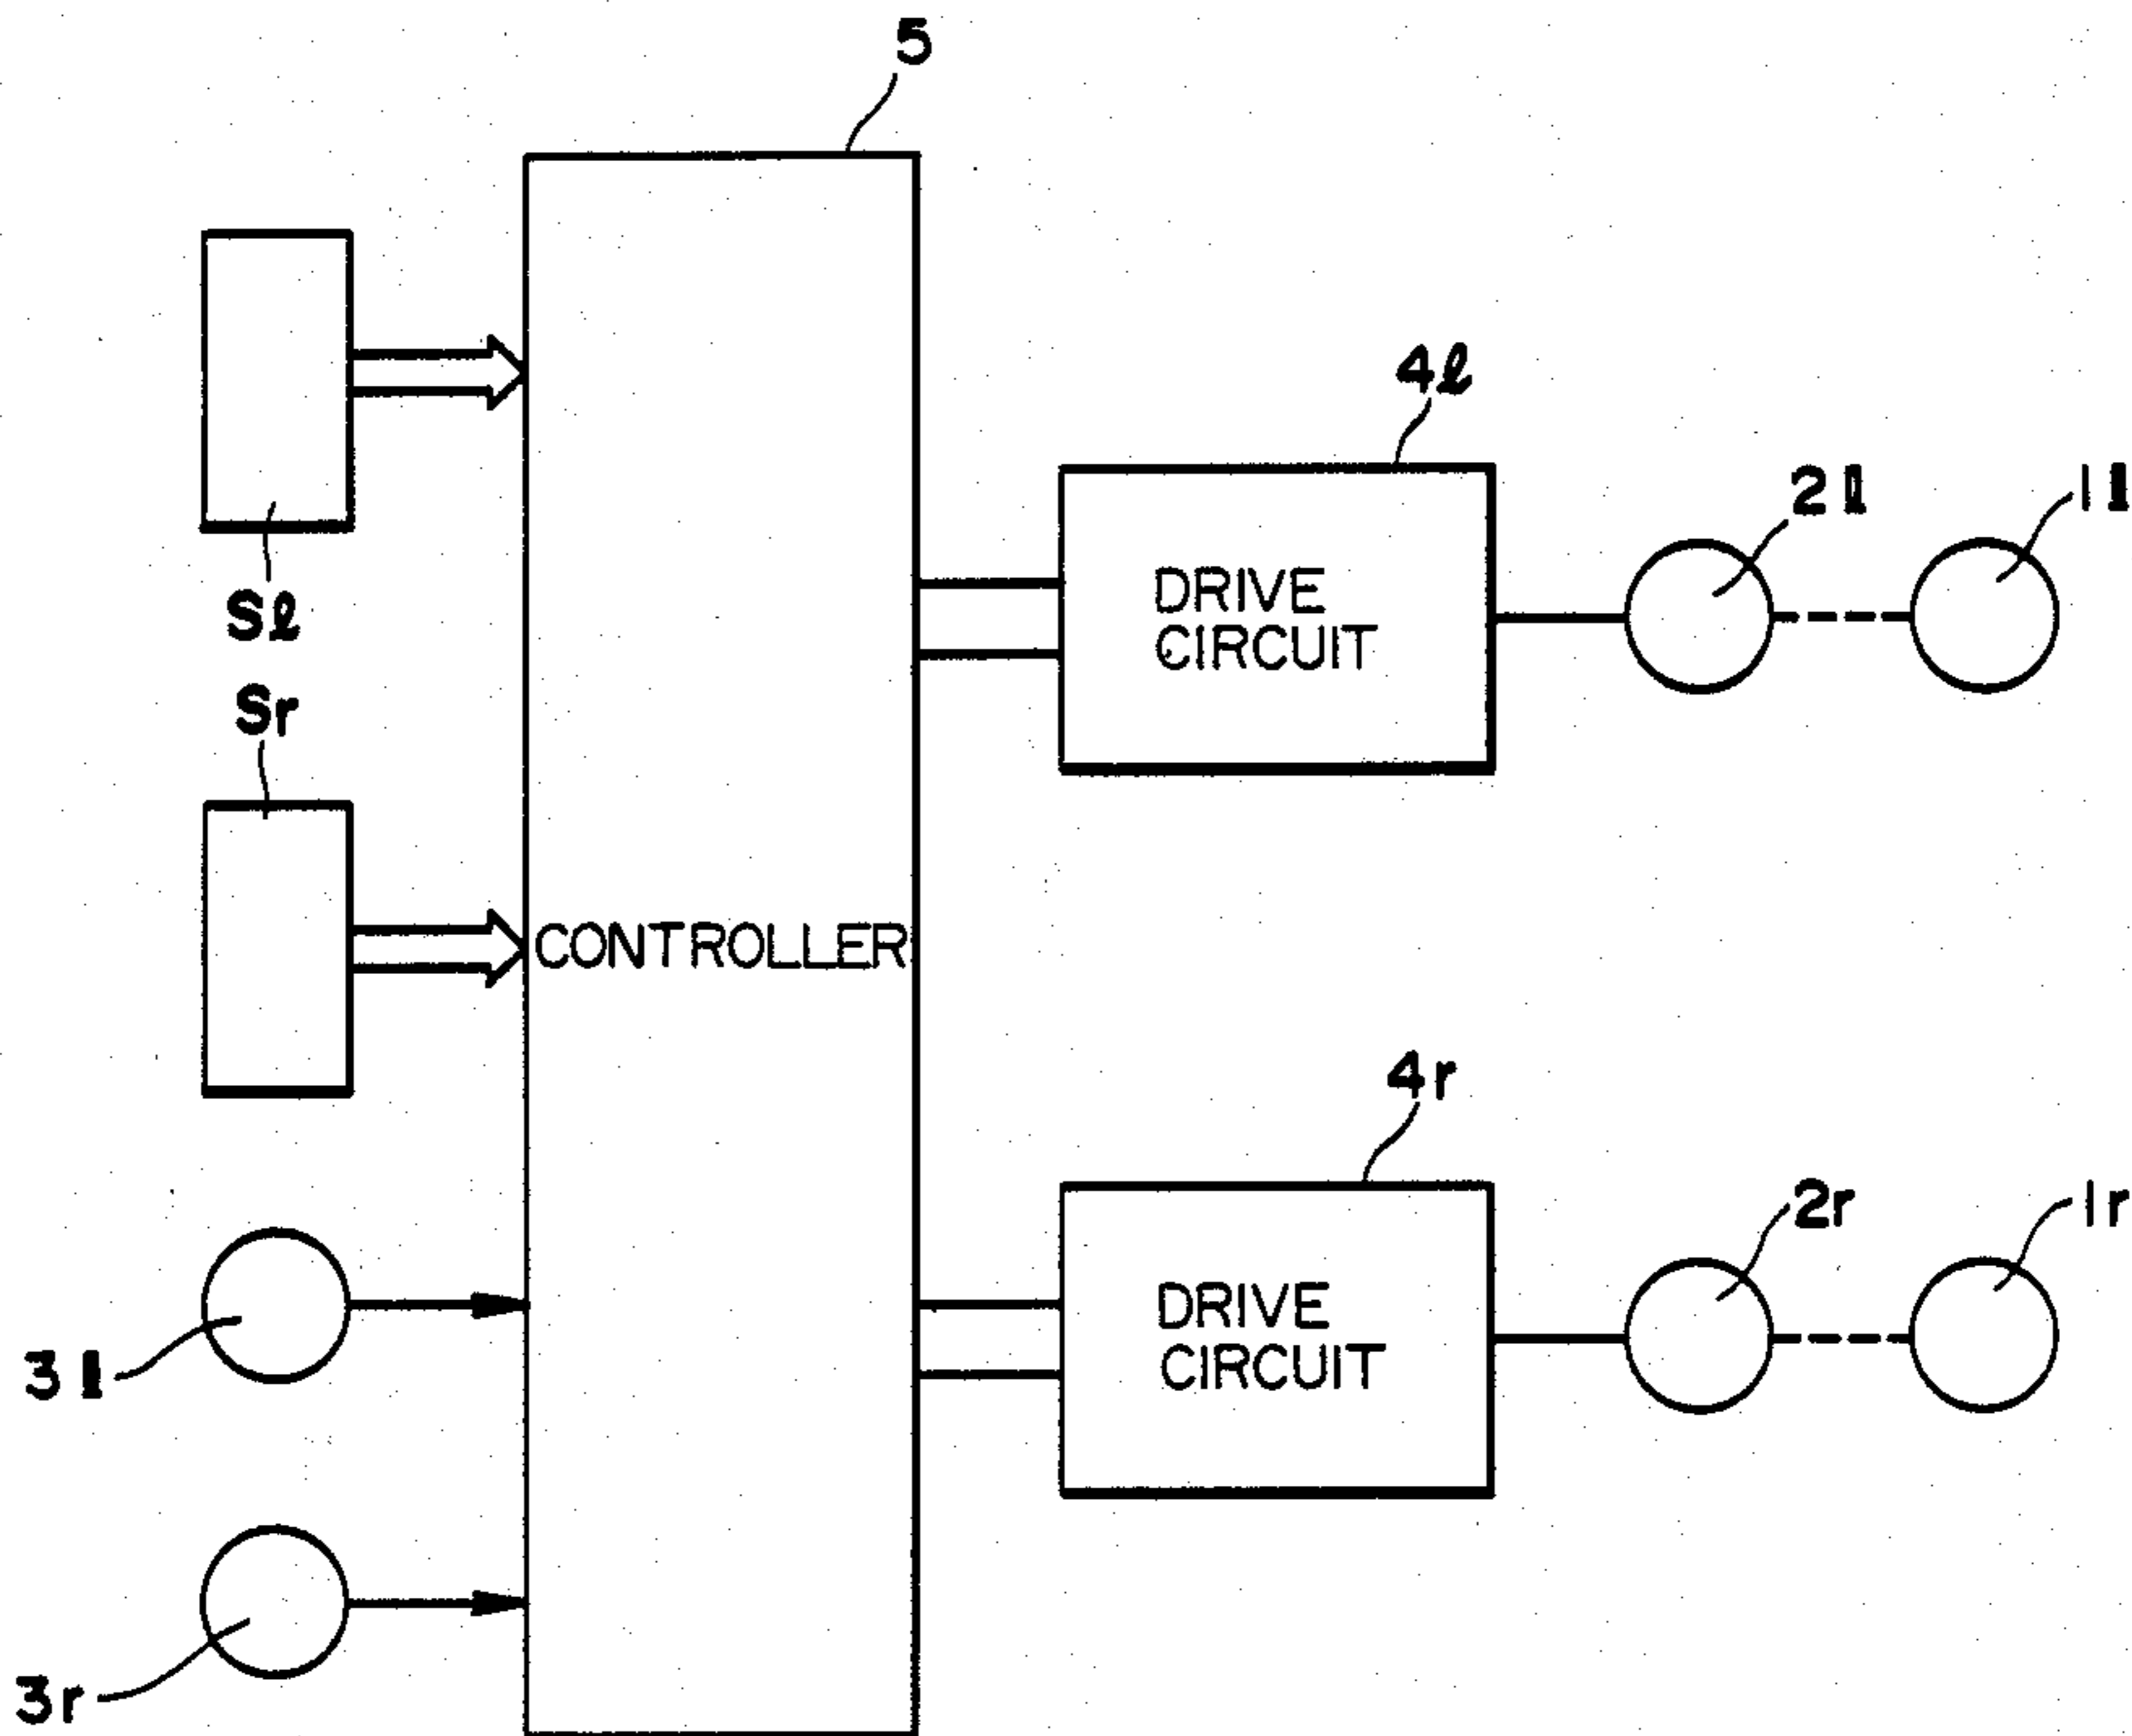 5
4ℓ
2l
1l
DRIVE
CIRCUIT
Sℓ
Sr
CONTROLLER
4r
2r
1r
DRIVE
CIRCUIT
3l
3r